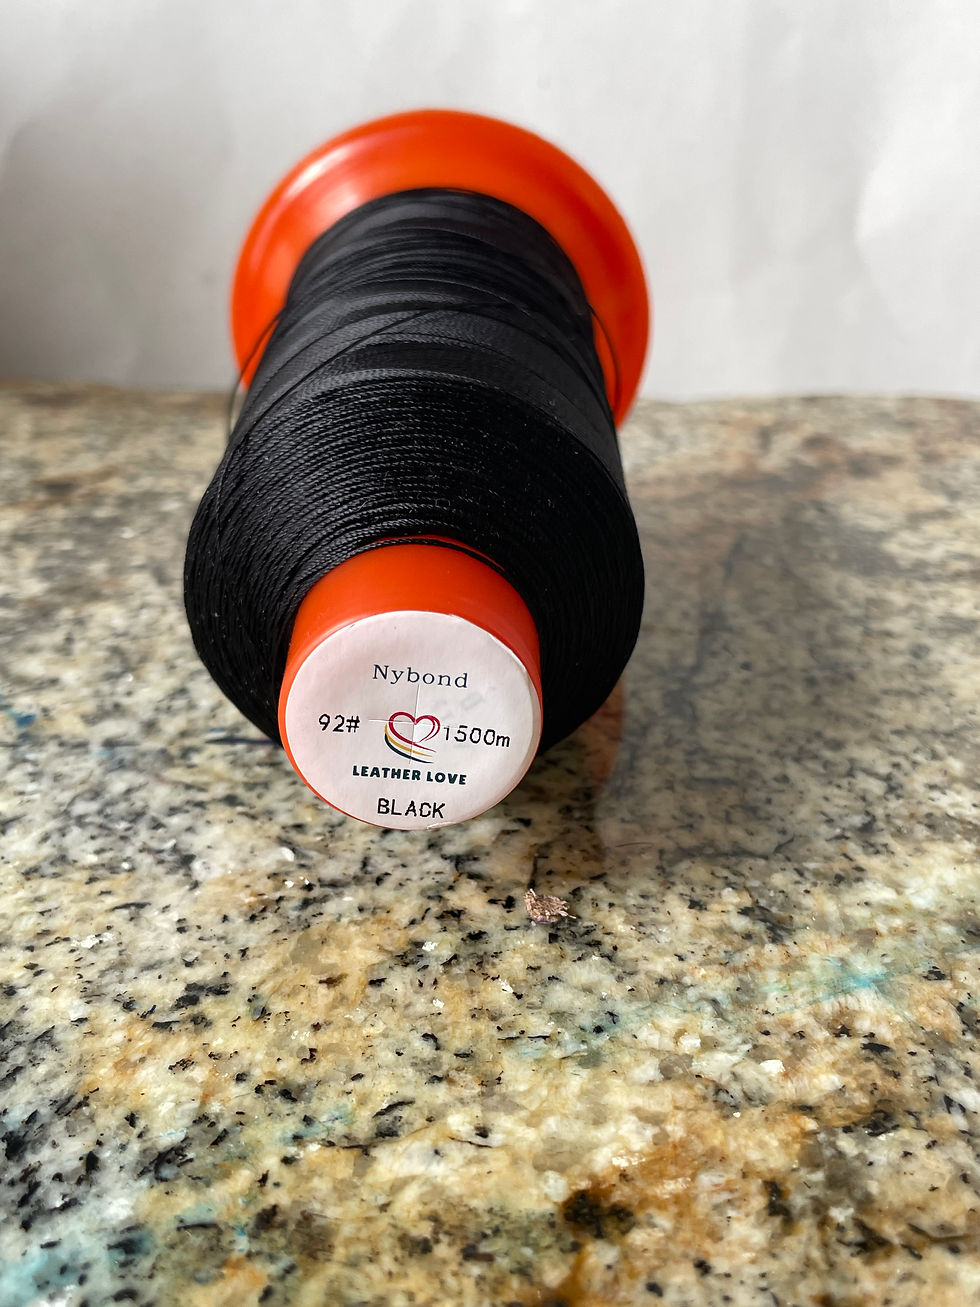 Nybond
92# 1500m
LEATHER LOVE
BLACK